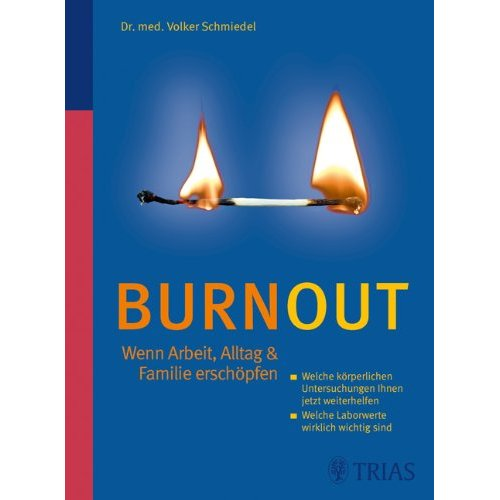 Dr. med. Volker Schmiedel
BURNOUT
Wenn Arbeit, Alltag &
Familie erschöpfen
Welche körperlichen
Untersuchungen Ihnen
jetzt weiterhelfen
Welche Laborwerte
wirklich wichtig sind
TRIAS